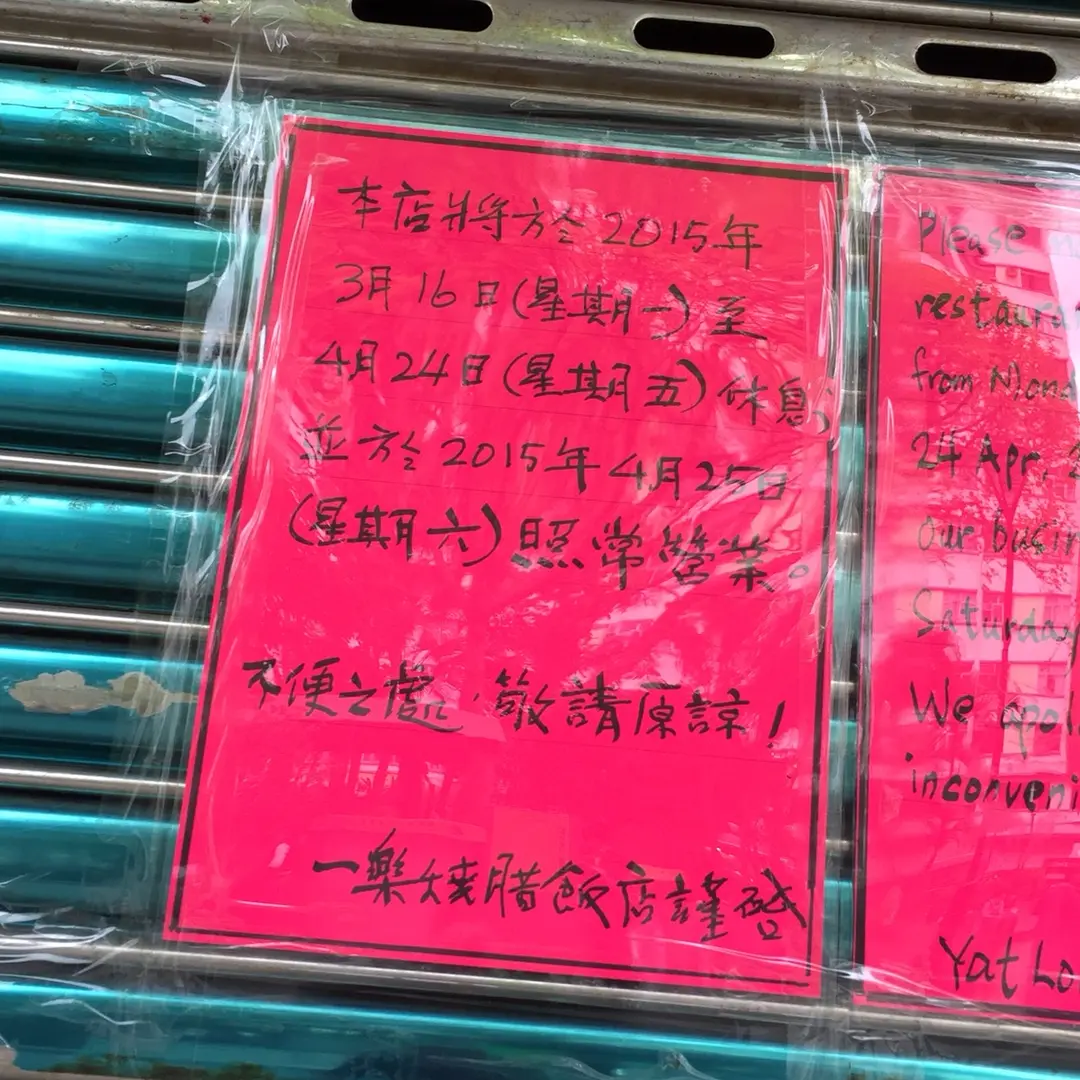 本店將於2015年
3月16日(星期一)至
4月24日(星期五)休息;
並於2015年4月25日
(星期六)照常營業。
不便之處,敬請原諒!
一樂燒腊飯店謹啓
Please
restaura
from Mond
24 Apr, 2
our busin
Saturday
We apol
inconveni
Yat Lo